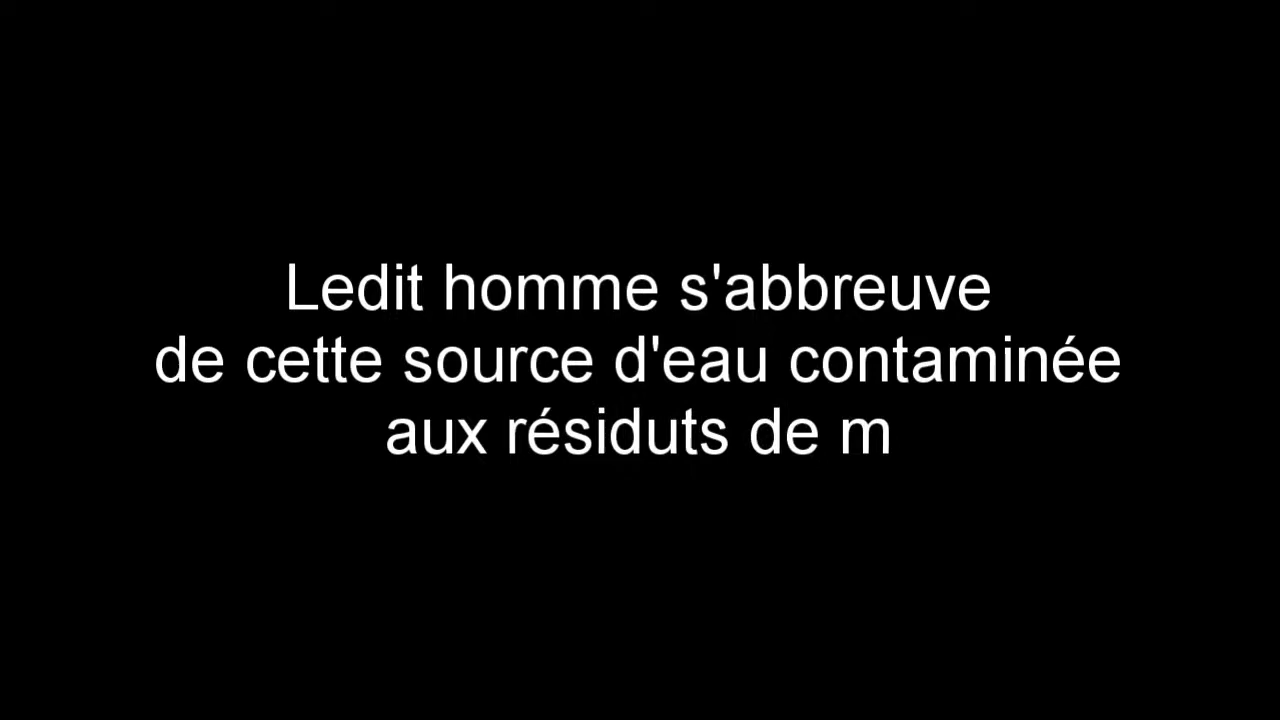 Ledit homme s'abbreuve
de cette source d'eau contaminée
aux résiduts de m